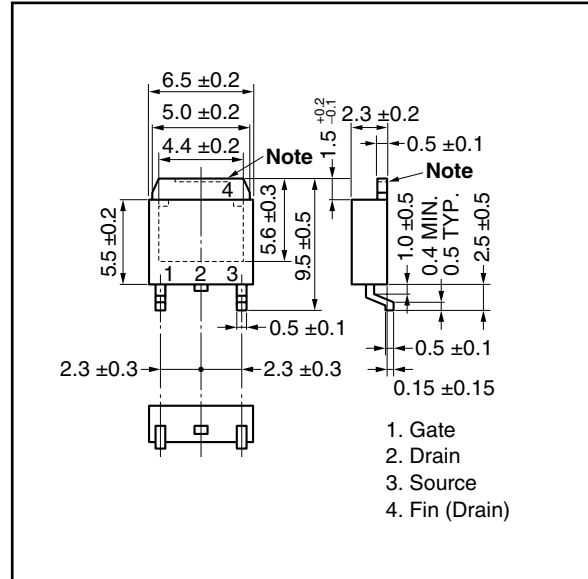 6.5 ±0.2
5.0 ±0.2
4.4 ±0.2
Note
4
5.5 ±0.2
1 2 3
5.6 ±0.3
9.5 ±0.5
0.5 ±0.1
2.3 ±0.3
2.3 ±0.3
1.5 +0.2 −0.1
2.3 ±0.2
0.5 ±0.1
Note
1.0 ±0.5
0.4 MIN.
0.5 TYP.
2.5 ±0.5
0.5 ±0.1
0.15 ±0.15
1. Gate
2. Drain
3. Source
4. Fin (Drain)